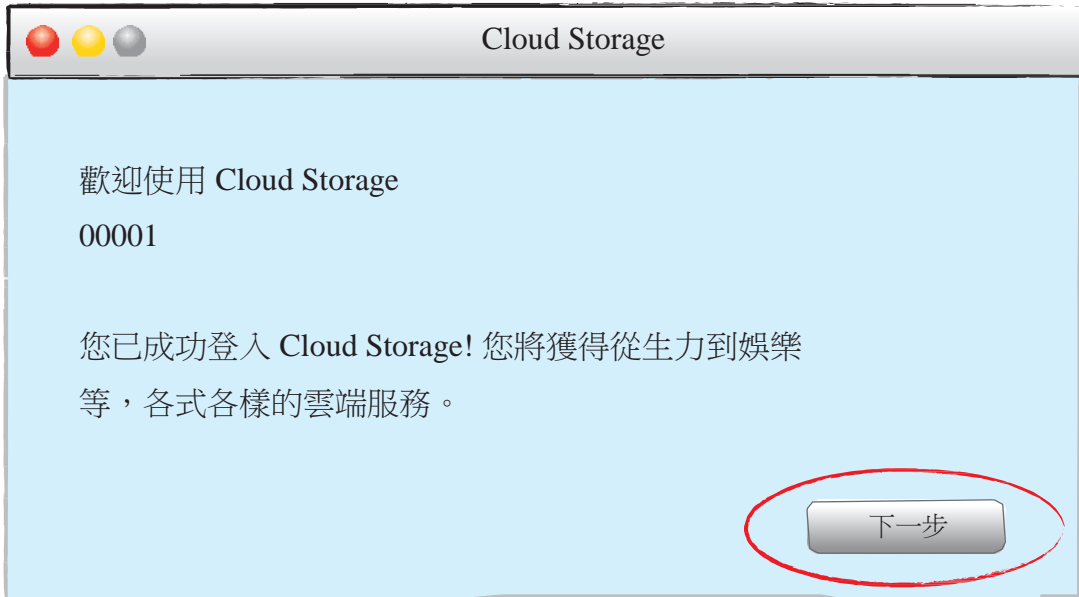 Cloud Storage
歡迎使用 Cloud Storage
00001
您已成功登入 Cloud Storage! 您將獲得從生力到娛樂
等，各式各樣的雲端服務。
下一步